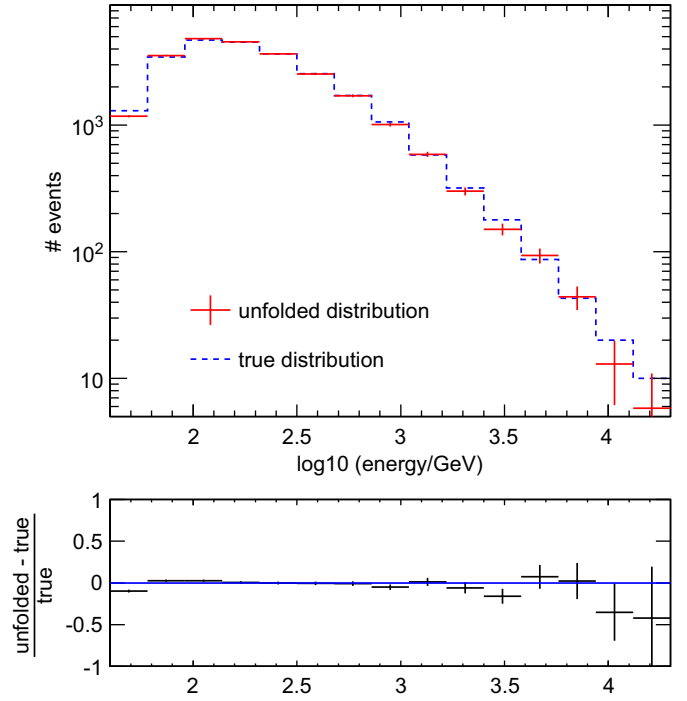 # events
10³
10²
10
unfolded distribution
true distribution
2 2.5 3 3.5 4
log10 (energy/GeV)
unfolded - true
true
1
0.5
0
-0.5
-1
2 2.5 3 3.5 4